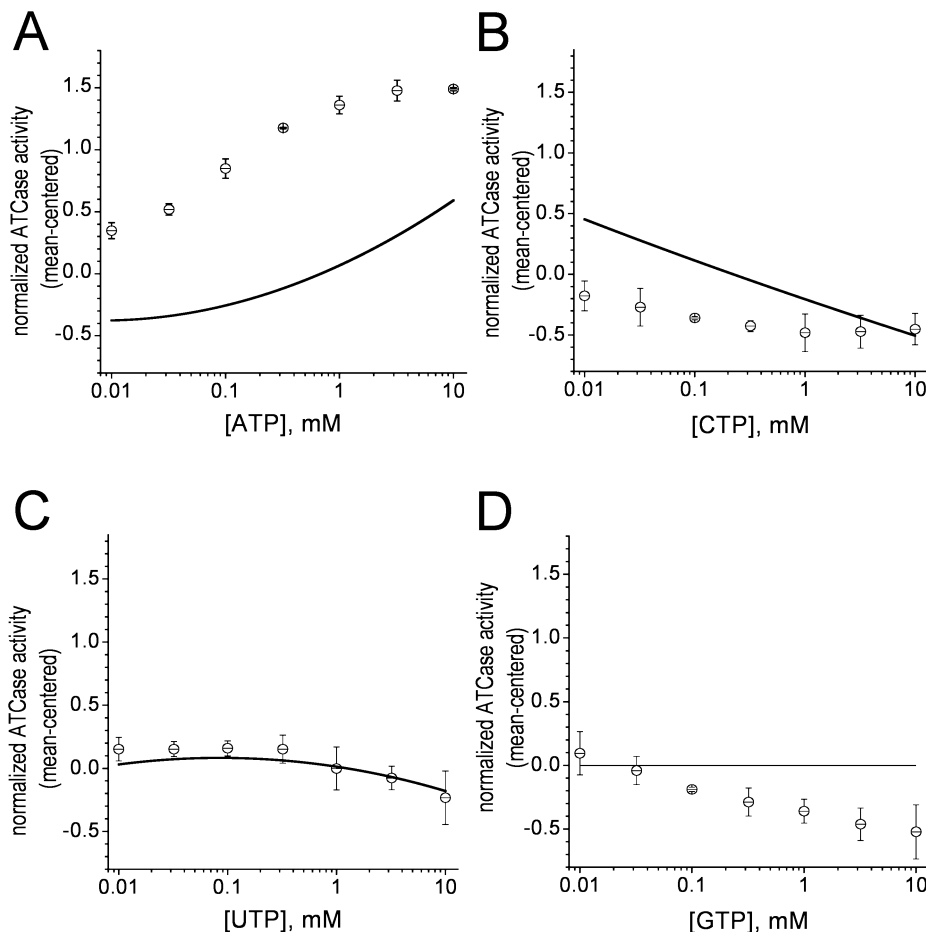 A
normalized ATCase activity
(mean-centered)
1.5
1.0
0.5
0.0
-0.5
0.01
0.1
1
10
[ATP], mM
B
normalized ATCase activity
(mean-centered)
1.5
1.0
0.5
0.0
-0.5
0.01
0.1
1
10
[CTP], mM
C
normalized ATCase activity
(mean-centered)
1.5
1.0
0.5
0.0
-0.5
0.01
0.1
1
10
[UTP], mM
D
normalized ATCase activity
(mean-centered)
1.5
1.0
0.5
0.0
-0.5
0.01
0.1
1
10
[GTP], mM